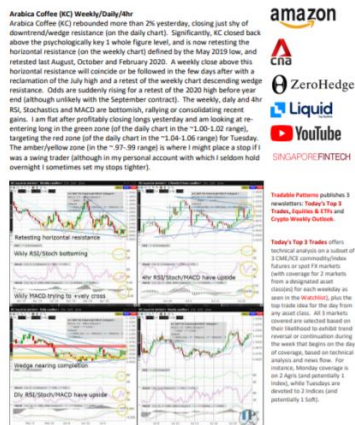 Arabica Coffee (KC) Weekly/Daily/4hr
Arabica Coffee (KC) rebounded more than 2% yesterday, closing just shy of
downtrend/wedge resistance (on the daily chart). Significantly, KC closed back
above the psychologically key 1 whole figure level, and is now retesting the
horizontal resistance (on the weekly chart) defined by the May 2019 low, and
retested last August, October and February 2020. A weekly close above this
horizontal resistance will coincide or be followed in the few days after with a
reclamation of the July high and a retest of the weekly chart descending wedge
resistance. Odds are suddenly rising for a retest of the 2020 high before year
end (although unlikely with the September contract). The weekly, daily and 4hr
RSI, Stochastics and MACD are bottomish, rallying or consolidating recent
gains. I am flat after profitably closing longs yesterday and am looking at re-
entering long in the green zone (of the daily chart in the ~1.00-1.02 range),
targeting the red zone (of the daily chart in the ~1.04-1.06 range) for Tuesday.
The amber/yellow zone (in the ~.97-.99 range) is where I might place a stop if I
was a swing trader (although in my personal account with which I seldom hold
overnight I sometimes set my stops tighter).
Retesting horizontal resistance
Wkly RSI/Stoch bottoming
Wkly MACD trying to +vely cross
4hr RSI/Stoch/MACD have upside
Wedge nearing completion
Dly RSI/Stoch/MACD have upside
amazon
cna
ZeroHedge
Liquid
YouTube
SINGAPOREFINTECH
Tradable Patterns publishes 3
newsletters: Today's Top 3
Trades, Equities & ETFs and
Crypto Weekly Outlook.
Today's Top 3 Trades offers
technical analysis on a subset of
3 CME/ICE commodity/index
futures or spot FX markets
(with coverage for 2 markets
from a designated asset
class(es) for each weekday as
seen in the Watchlist), plus the
top trade idea for the day from
any asset class. All 3 markets
covered are selected based on
their likelihood to exhibit trend
reversal or continuation during
the week that begins on the day
of coverage, based on technical
analysis and news flow. For
instance, Monday coverage is
on 2 Agris (and potentially 1
Index), while Tuesdays are
devoted to 2 Indices (and
potentially 1 Soft).